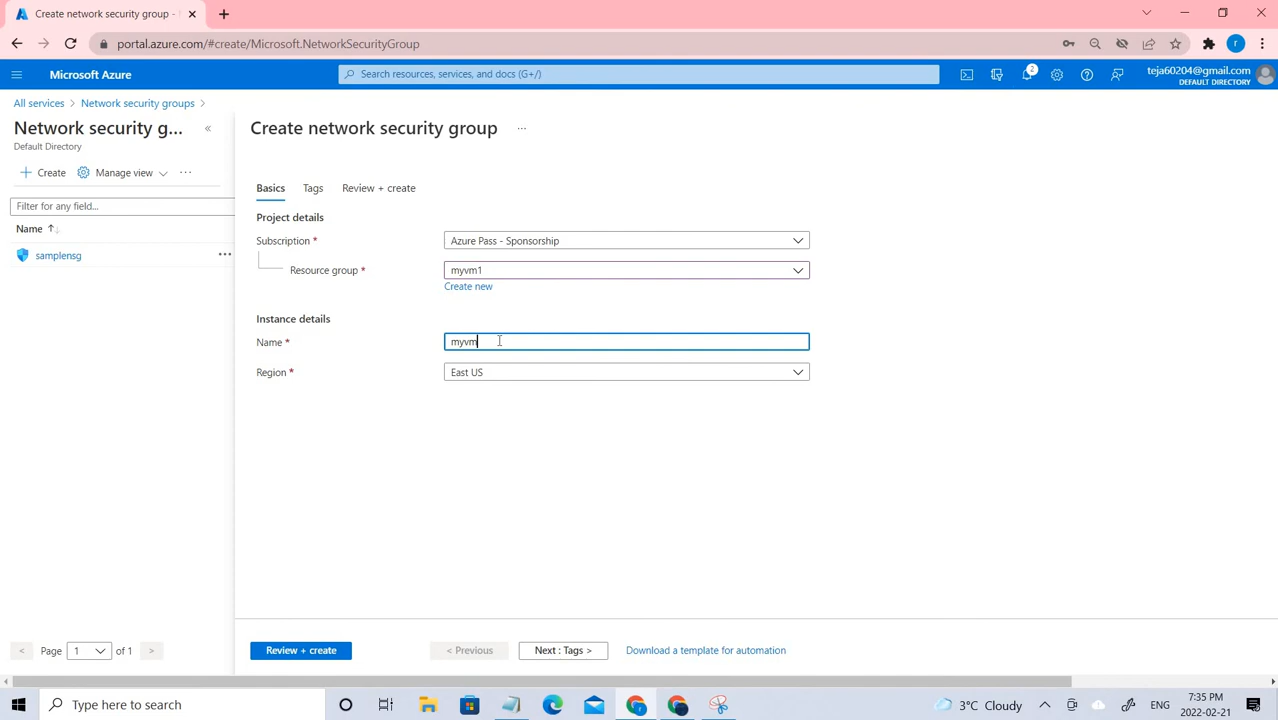 Create network security group -
portal.azure.com/#create/Microsoft.NetworkSecurityGroup
Microsoft Azure
Search resources, services, and docs (G+/)
2
teja60204@gmail.com
DEFAULT DIRECTORY
All services > Network security groups >
Network security g... «
Default Directory
+ Create Manage view ...
Filter for any field...
Name ↑↓
samplensg ...
Create network security group ...
Basics Tags Review + create
Project details
Subscription * Azure Pass - Sponsorship
Resource group * myvm1
Create new
Instance details
Name * myvm
Region * East US
< Page 1 of 1 >
Review + create < Previous Next : Tags > Download a template for automation
Type here to search
3°C Cloudy
ENG
7:35 PM
2022-02-21